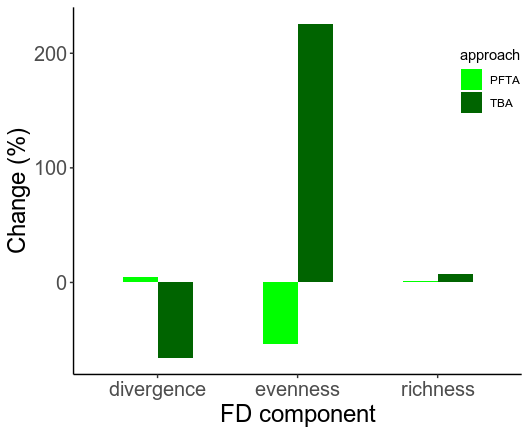 approach
PFTA
TBA
Change (%)
200
100
0
divergence evenness richness
FD component